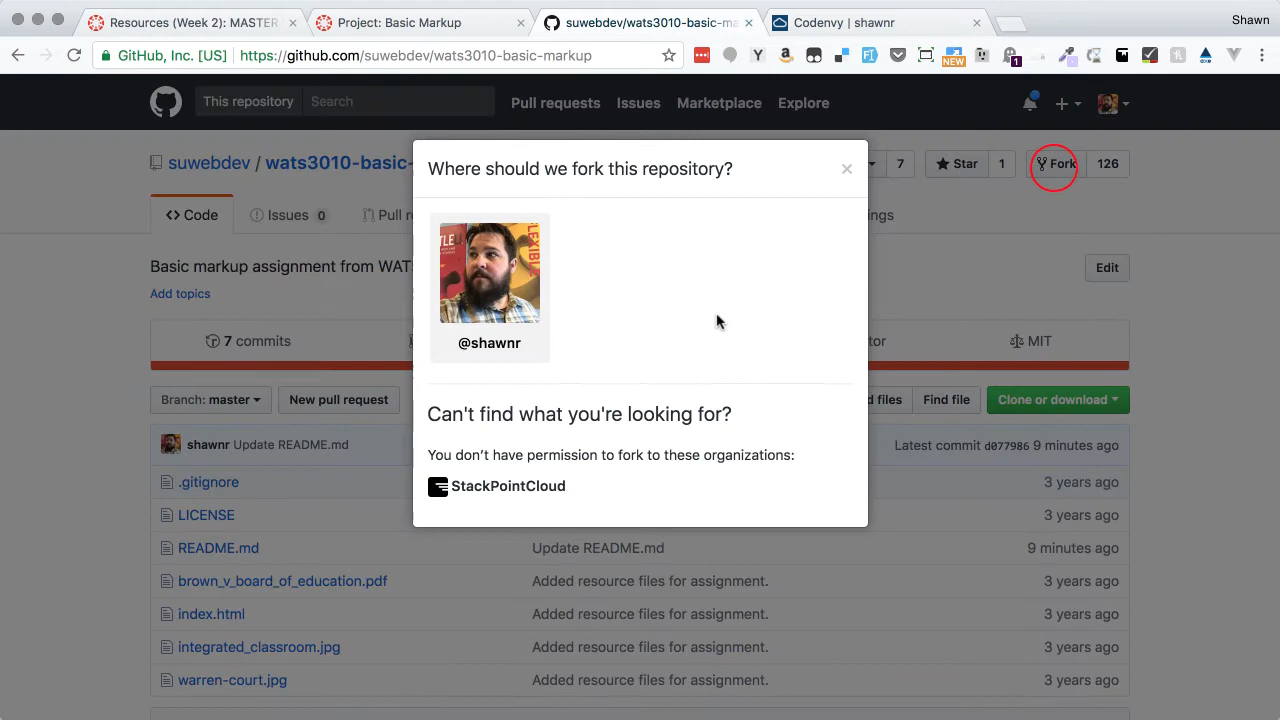 Resources (Week 2): MASTER
Project: Basic Markup
suwebdev/wats3010-basic-ma
Codenvy | shawnr
Shawn
GitHub, Inc. [US]
https://github.com/suwebdev/wats3010-basic-markup
NEW
1
This repository
Search
Pull requests
Issues
Marketplace
Explore
suwebdev / wats3010-basic-
7
Star
1
Fork
126
Code
Issues 0
Pull r
ngs
Where should we fork this repository?
@shawnr
Can't find what you're looking for?
You don't have permission to fork to these organizations:
StackPointCloud
Basic markup assignment from WAT
Edit
Add topics
7 commits
tor
MIT
Branch: master
New pull request
d files
Find file
Clone or download
shawnr Update README.md
Latest commit d077986 9 minutes ago
.gitignore
3 years ago
LICENSE
3 years ago
README.md
Update README.md
9 minutes ago
brown_v_board_of_education.pdf
Added resource files for assignment.
3 years ago
index.html
Added resource files for assignment.
3 years ago
integrated_classroom.jpg
Added resource files for assignment.
3 years ago
warren-court.jpg
Added resource files for assignment.
3 years ago